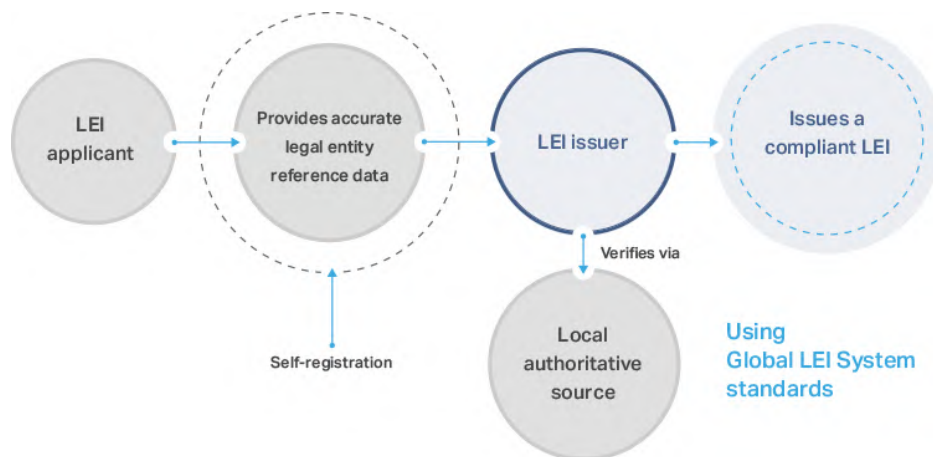 LEI
applicant
Provides accurate
legal entity
reference data
LEI issuer
Issues a
compliant LEI
Verifies via
Self-registration
Local
authoritative
source
Using
Global LEI System
standards